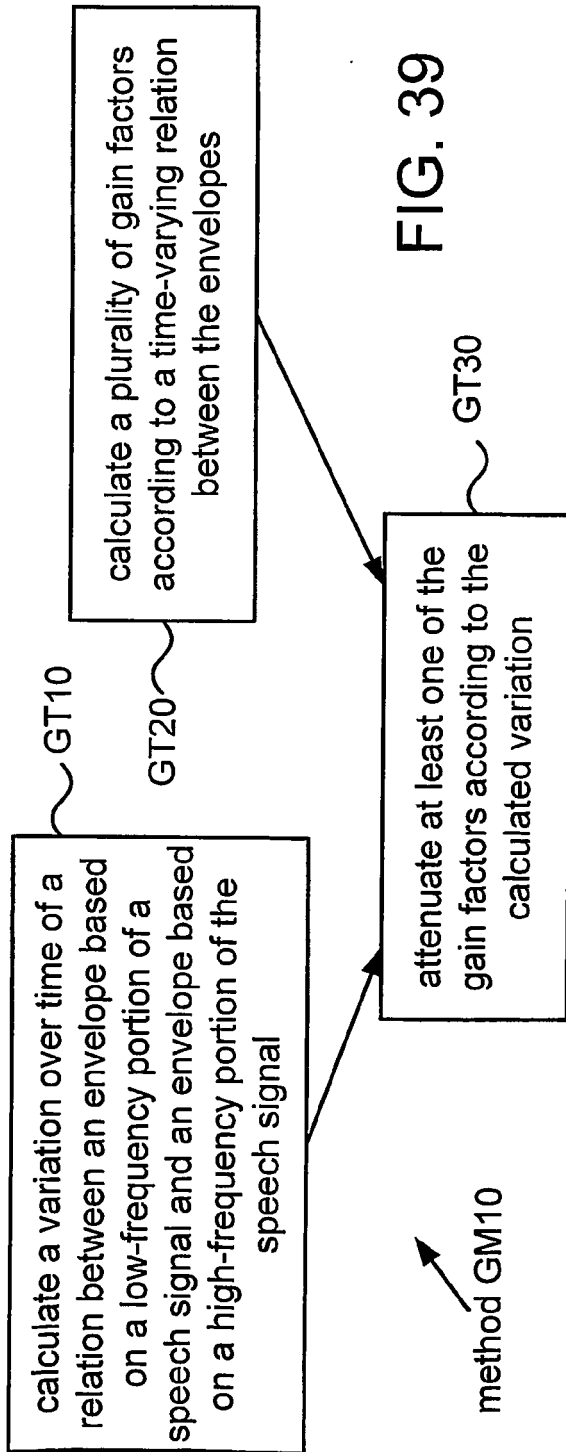 calculate a variation over time of a
relation between an envelope based
on a low-frequency portion of a
speech signal and an envelope based
on a high-frequency portion of the
speech signal
GT10
calculate a plurality of gain factors
according to a time-varying relation
between the envelopes
GT20
attenuate at least one of the
gain factors according to the
calculated variation
GT30
method GM10
FIG. 39